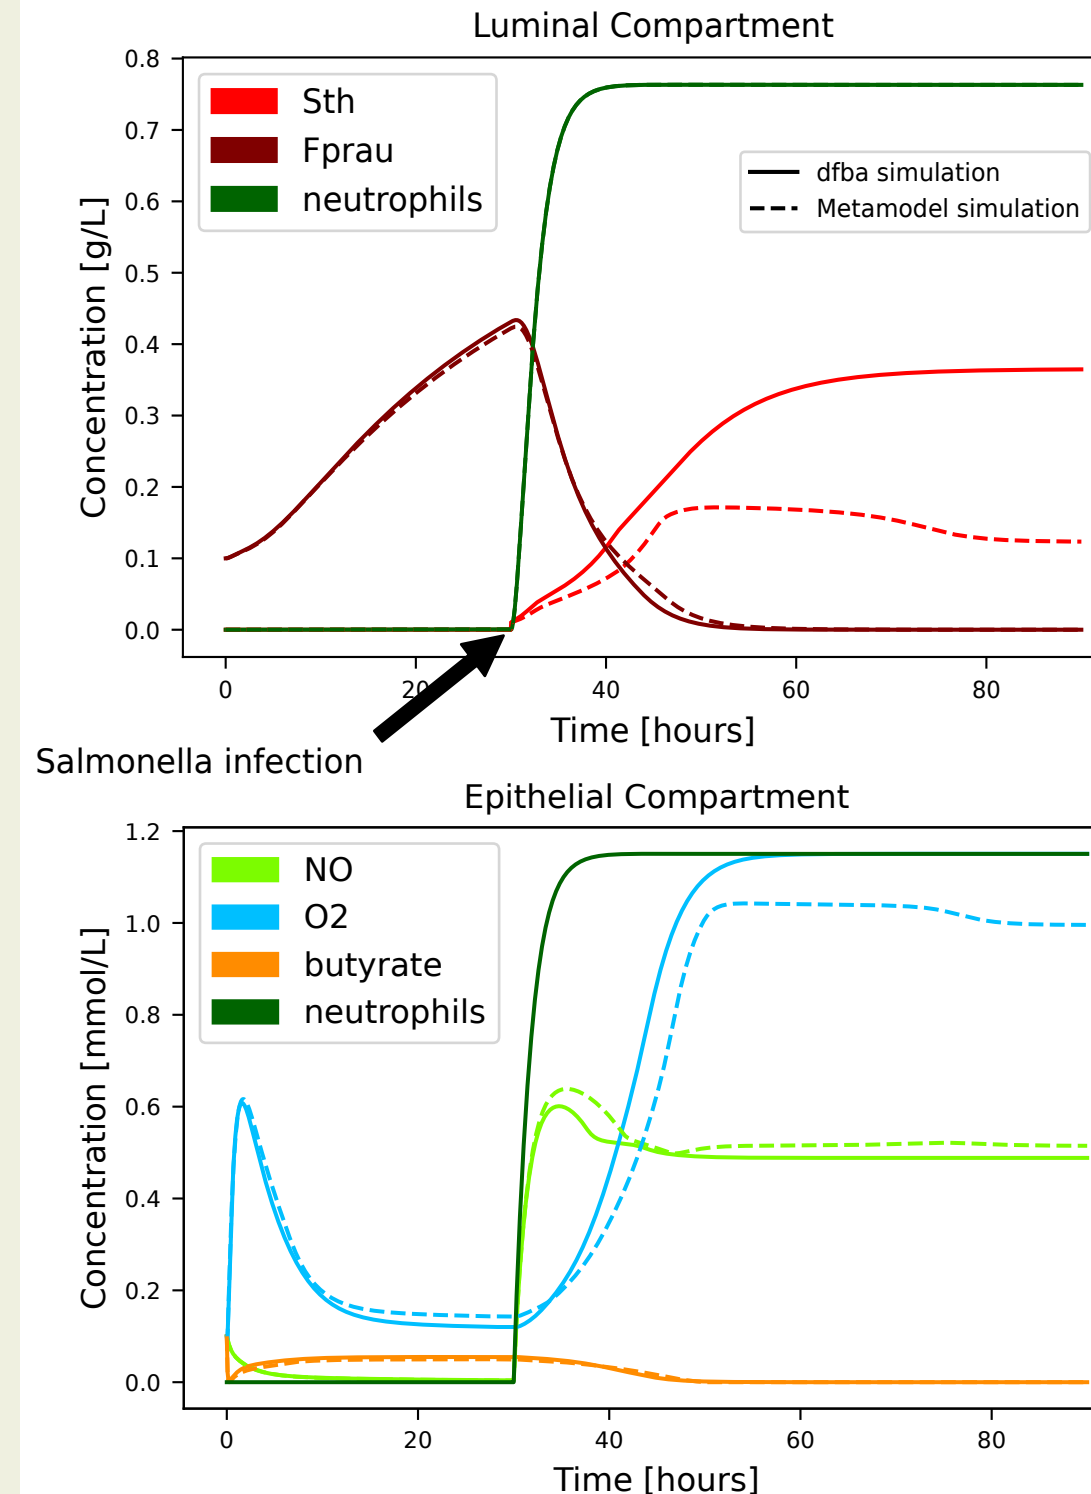 Luminal Compartment
0.8
0.7
0.6
0.5
0.4
0.3
0.2
0.1
0.0
Concentration [g/L]
Sth
Fprau
neutrophils
dfba simulation
Metamodel simulation
0 20 40 60 80
Time [hours]
Salmonella infection
Epithelial Compartment
1.2
1.0
0.8
0.6
0.4
0.2
0.0
Concentration [mmol/L]
NO
O2
butyrate
neutrophils
0 20 40 60 80
Time [hours]